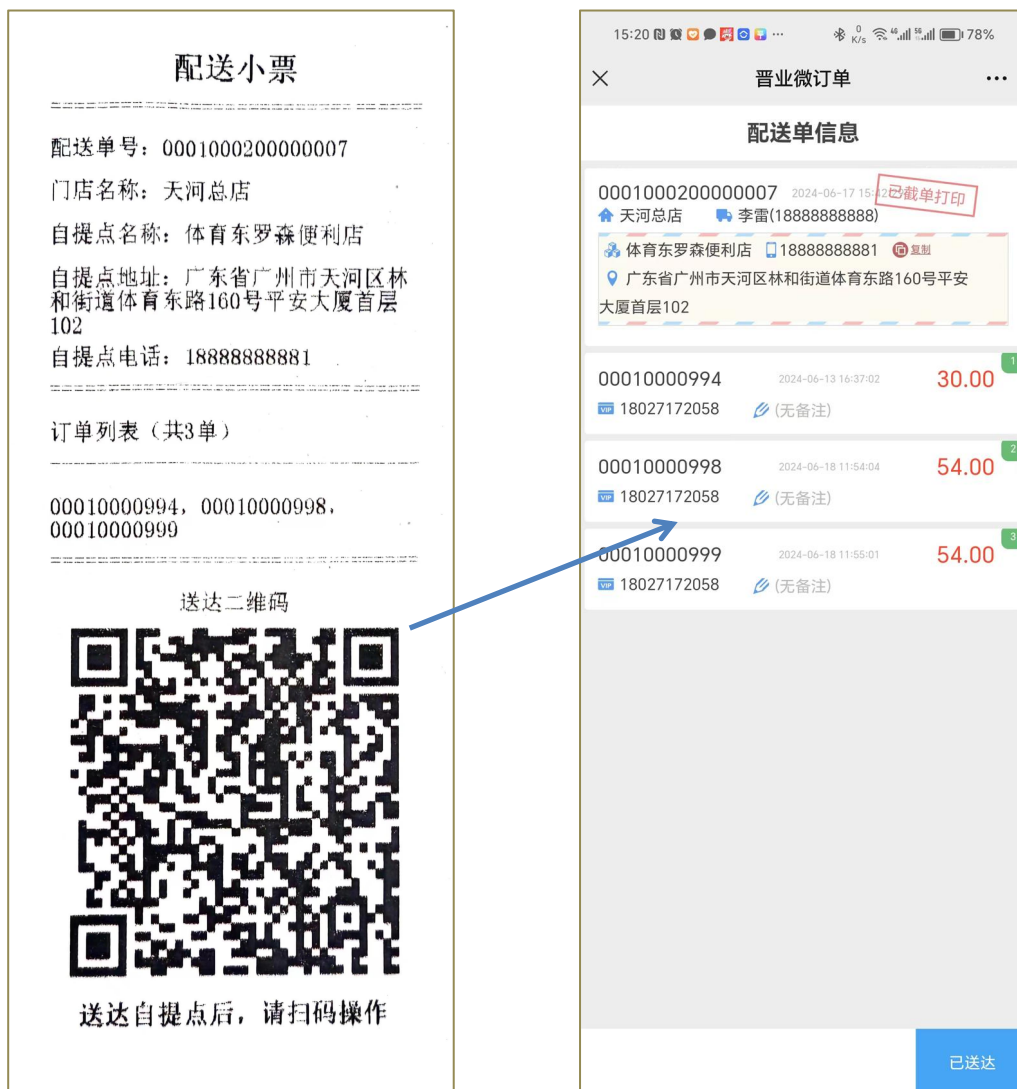 配送小票
配送单号：0001000200000007
门店名称：天河总店
自提点名称：体育东罗森便利店
自提点地址：广东省广州市天河区林
和街道体育东路160号平安大厦首层
102
自提点电话：18888888881
订单列表（共3单）
00010000994，00010000998，
00010000999
送达二维码
送达自提点后，请扫码操作
15:20 0 K/s 78%
晋业微订单
配送单信息
0001000200000007 2024-06-17 15: 已截单打印
天河总店 李雷(18888888888)
体育东罗森便利店 18888888881 复制
广东省广州市天河区林和街道体育东路160号平安
大厦首层102
1
00010000994 2024-06-13 16:37:02 30.00
VIP 18027172058 (无备注)
2
00010000998 2024-06-18 11:54:04 54.00
VIP 18027172058 (无备注)
3
00010000999 2024-06-18 11:55:01 54.00
VIP 18027172058 (无备注)
已送达